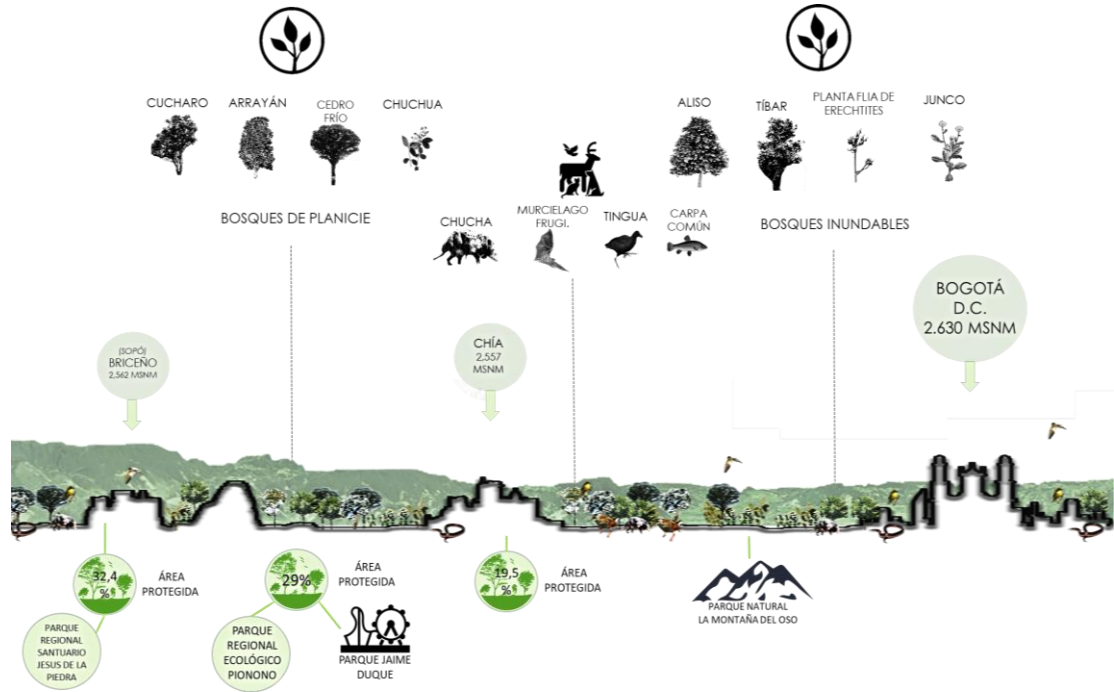 CUCHARO
ARRAYÁN
CEDRO
FRÍO
CHUCHUA
BOSQUES DE PLANICIE
CHUCHA
MURCIELAGO
FRUGI.
TINGUA
CARPA
COMÚN
ALISO
TÍBAR
PLANTA FLIA DE
ERECHTITES
JUNCO
BOSQUES INUNDABLES
(SOPÓ)
BRICEÑO
2,562 MSNM
CHÍA
2,557
MSNM
BOGOTÁ
D.C.
2.630 MSNM
32,4
%
ÁREA
PROTEGIDA
PARQUE
REGIONAL
SANTUARIO
JESUS DE LA
PIEDRA
29%
ÁREA
PROTEGIDA
PARQUE
REGIONAL
ECOLÓGICO
PIONONO
PARQUE JAIME
DUQUE
19,5
%
ÁREA
PROTEGIDA
PARQUE NATURAL
LA MONTAÑA DEL OSO